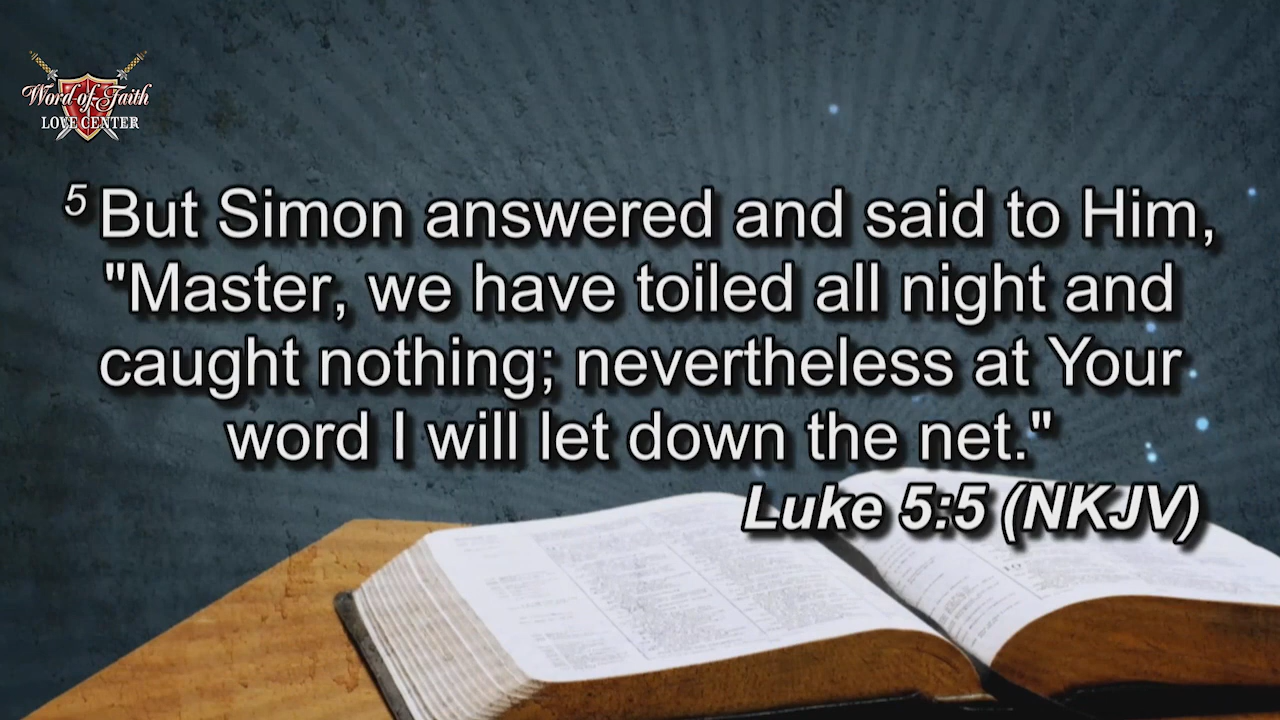 Word of Faith
LOVE CENTER
5 But Simon answered and said to Him,
"Master, we have toiled all night and
caught nothing; nevertheless at Your
word I will let down the net."
Luke 5:5 (NKJV)